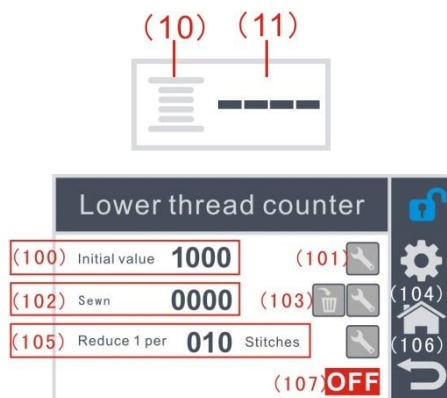 (10) (11)
Lower thread counter
(100) Initial value 1000 (101)
(102) Sewn 0000 (103)
(104)
(105) Reduce 1 per 010 Stitches
(106)
(107) OFF